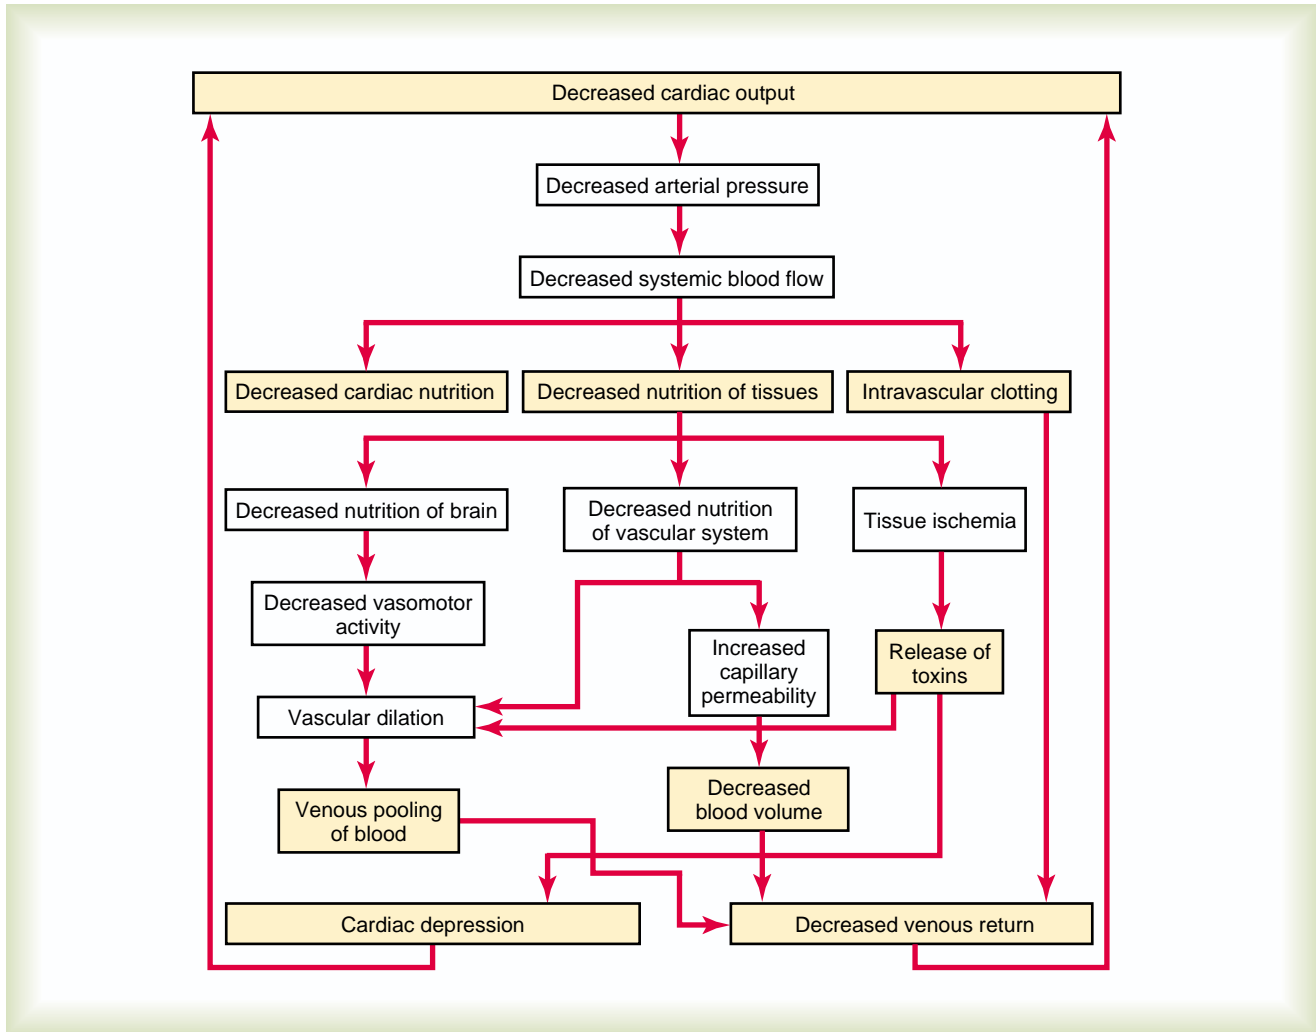 Decreased cardiac output
Decreased arterial pressure
Decreased systemic blood flow
Decreased cardiac nutrition
Decreased nutrition of tissues
Intravascular clotting
Decreased nutrition of brain
Decreased nutrition
of vascular system
Tissue ischemia
Decreased vasomotor
activity
Increased
capillary
permeability
Release of
toxins
Vascular dilation
Venous pooling
of blood
Decreased
blood volume
Cardiac depression
Decreased venous return